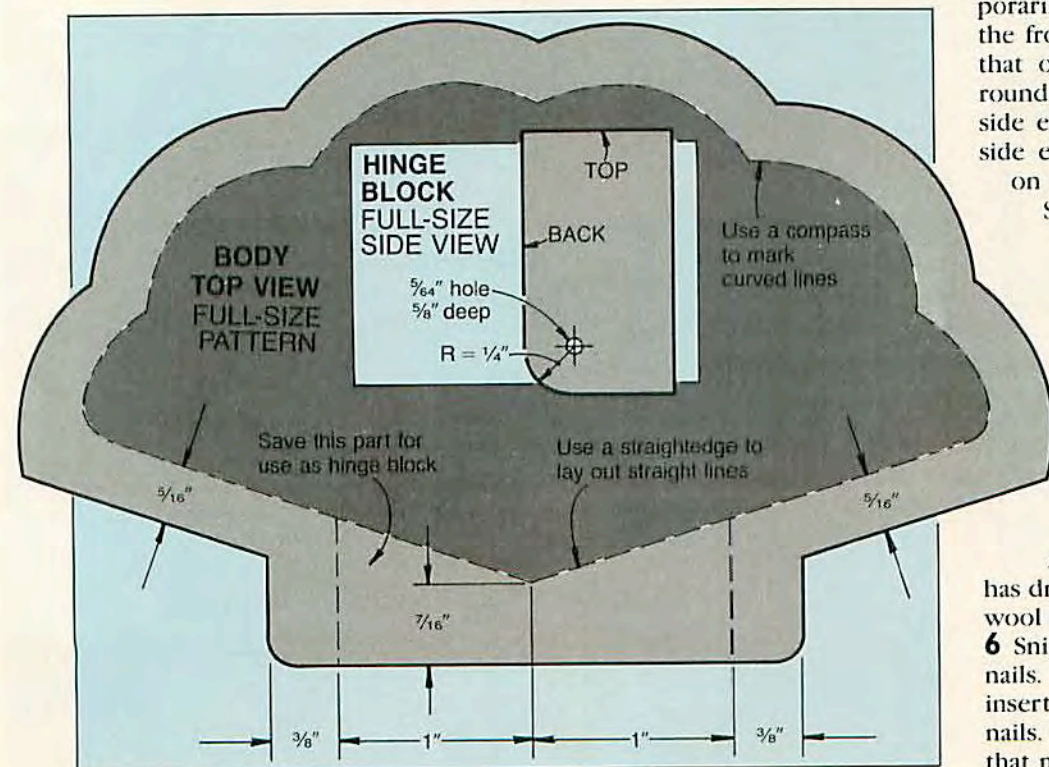 HINGE
BLOCK
FULL-SIZE
SIDE VIEW
TOP
BACK
5/64" hole
5/8" deep
R = 1/4"
Use a compass
to mark
curved lines
BODY
TOP VIEW
FULL-SIZE
PATTERN
Save this part for
use as hinge block
Use a straightedge to
lay out straight lines
5/16"
5/16"
7/16"
3/8"
1"
1"
3/8"
the fro
that o
round
side e
side e
on
S
has dr
wool
6 Sni
nails.
insert
nails.
that n